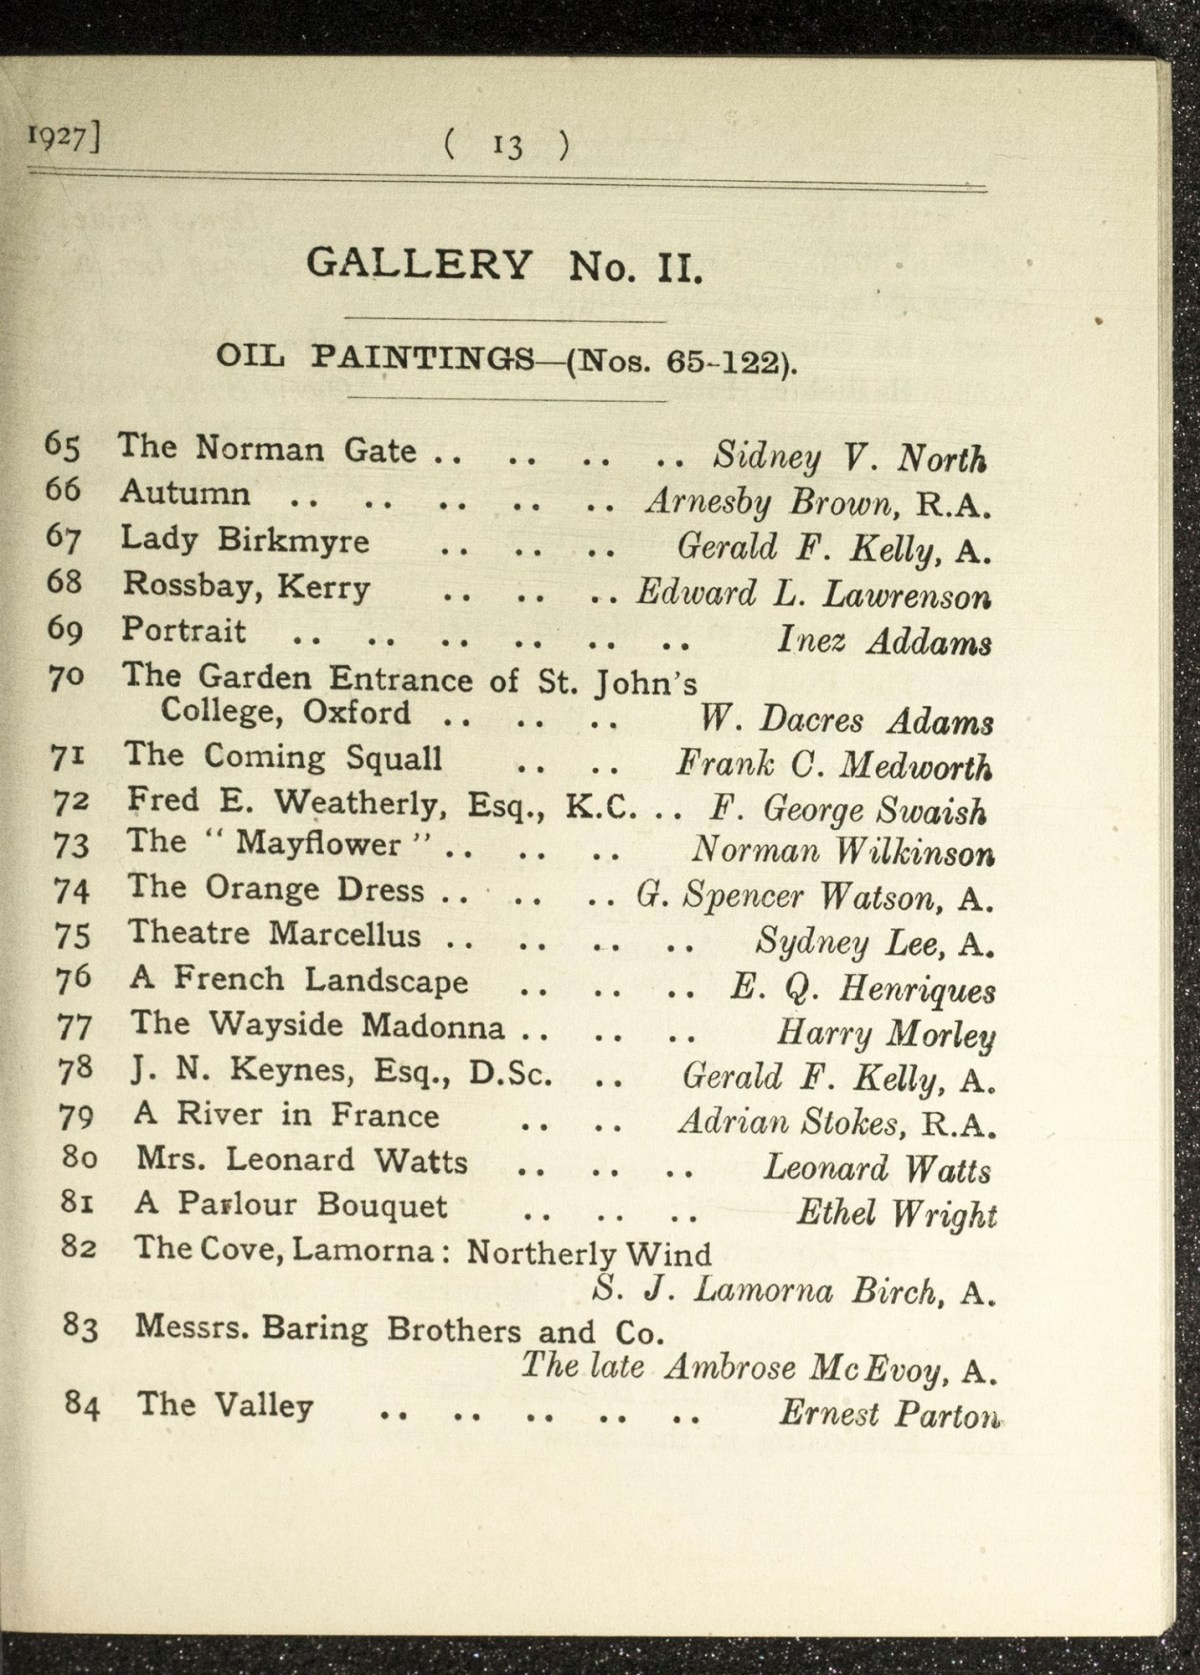 1927] ( 13 )
GALLERY No. II.
OIL PAINTINGS—(Nos. 65-122).
65 The Norman Gate .. .. .. .. Sidney V. North
66 Autumn .. .. .. .. .. Arnesby Brown, R.A.
67 Lady Birkmyre .. .. .. Gerald F. Kelly, A.
68 Rossbay, Kerry .. .. .. Edward L. Lawrenson
69 Portrait .. .. .. .. .. .. Inez Addams
70 The Garden Entrance of St. John's
College, Oxford .. .. .. W. Dacres Adams
71 The Coming Squall .. .. Frank C. Medworth
72 Fred E. Weatherly, Esq., K.C. .. F. George Swaish
73 The “ Mayflower ” .. .. .. Norman Wilkinson
74 The Orange Dress .. .. .. G. Spencer Watson, A.
75 Theatre Marcellus .. .. .. .. Sydney Lee, A.
76 A French Landscape .. .. .. E. Q. Henriques
77 The Wayside Madonna .. .. .. Harry Morley
78 J. N. Keynes, Esq., D.Sc. .. Gerald F. Kelly, A.
79 A River in France .. .. Adrian Stokes, R.A.
80 Mrs. Leonard Watts .. .. .. Leonard Watts
81 A Parlour Bouquet .. .. .. Ethel Wright
82 The Cove, Lamorna : Northerly Wind
S. J. Lamorna Birch, A.
83 Messrs. Baring Brothers and Co.
The late Ambrose McEvoy, A.
84 The Valley .. .. .. .. .. Ernest Parton